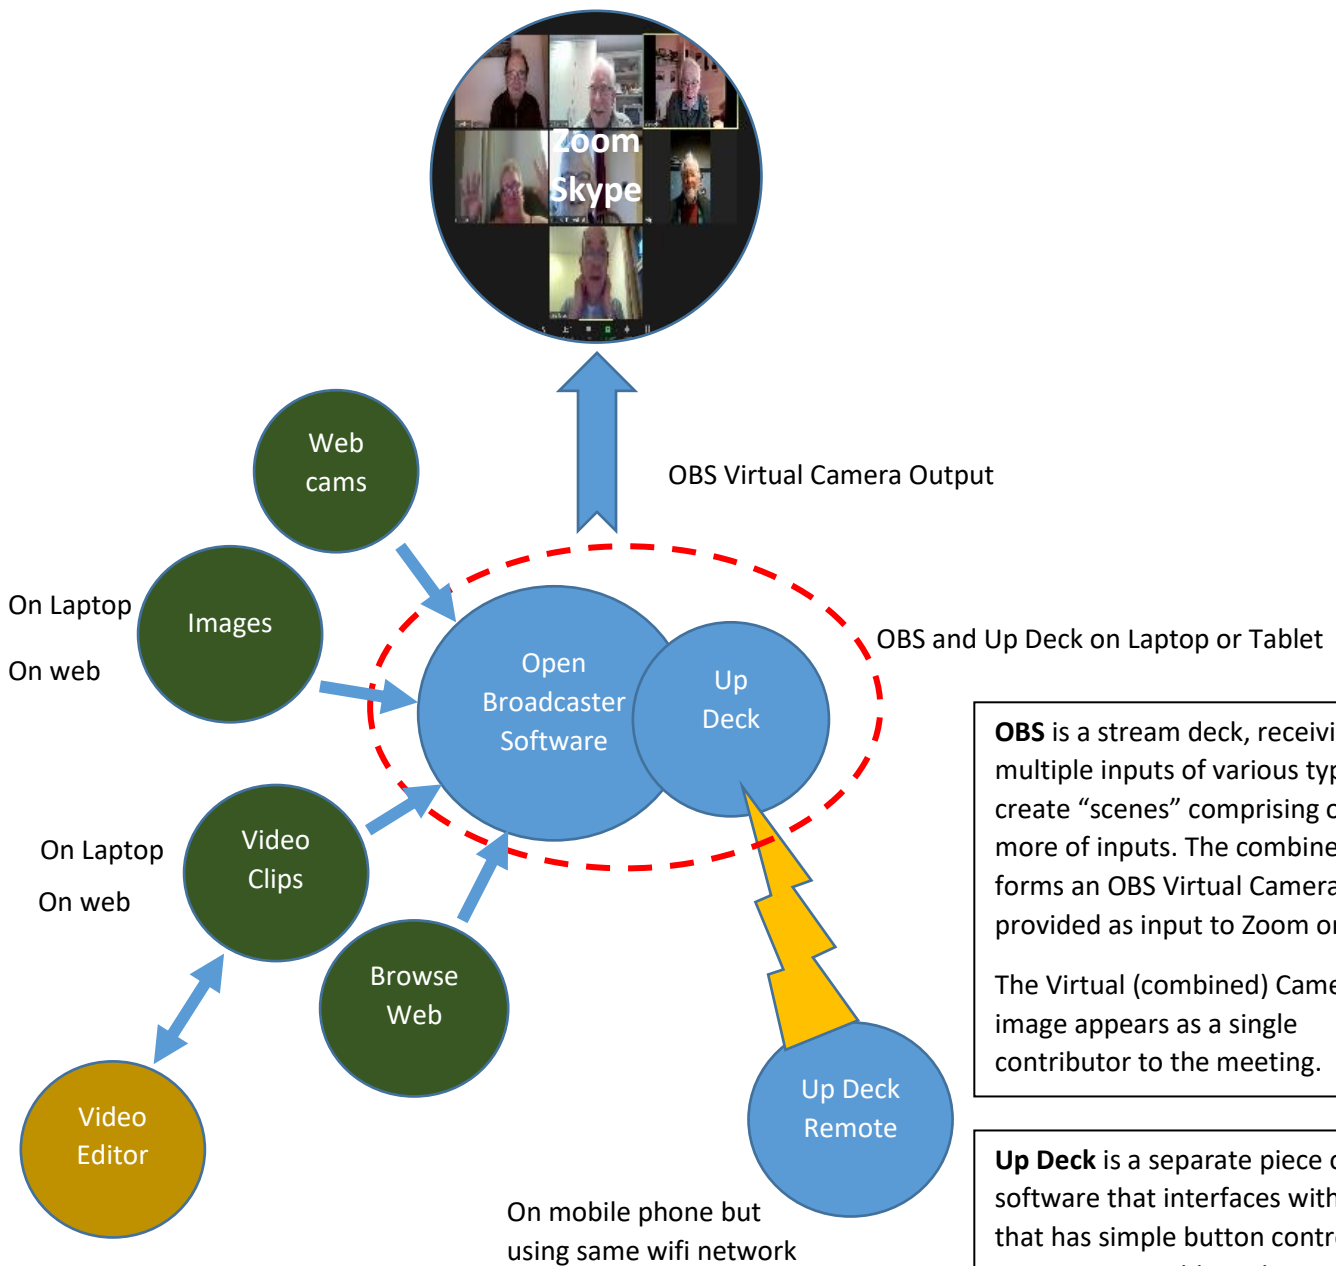 Zoom
Skype
Web
cams
OBS Virtual Camera Output
On Laptop
On web
Images
Open
Broadcaster
Software
Up
Deck
OBS and Up Deck on Laptop or Tablet
OBS is a stream deck, receivi
multiple inputs of various typ
create “scenes” comprising o
more of inputs. The combine
forms an OBS Virtual Camera
provided as input to Zoom or
The Virtual (combined) Came
image appears as a single
contributor to the meeting.
On Laptop
On web
Video
Clips
Browse
Web
Video
Editor
Up Deck
Remote
On mobile phone but
using same wifi network
Up Deck is a separate piece o
software that interfaces with
that has simple button contro